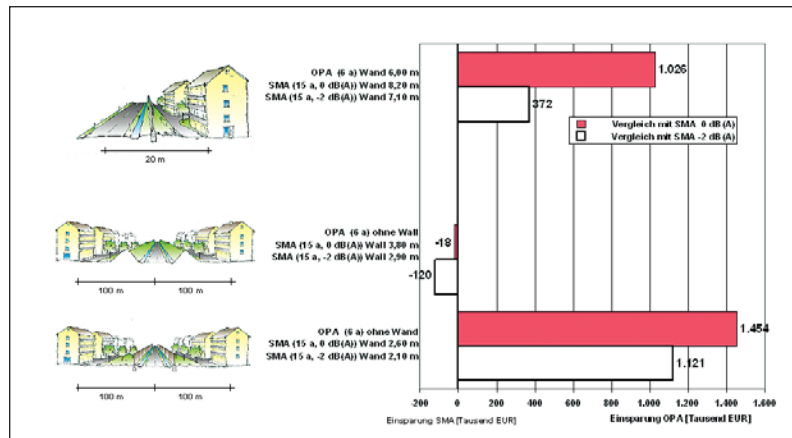 OPA (6 a) Wand 6,00 m
SMA (15 a, 0 dB(A)) Wand 8,20 m
SMA (15 a, -2 dB(A)) Wand 7,10 m
1.026
372
Vergleich mit SMA 0 dB(A)
Vergleich mit SMA -2 dB(A)
20 m
OPA (6 a) ohne Wall
SMA (15 a, 0 dB(A)) Wall 3,80 m
SMA (15 a, -2 dB(A)) Wall 2,90 m
-18
-120
100 m 100 m
OPA (6 a) ohne Wand
SMA (15 a, 0 dB(A)) Wand 2,60 m
SMA (15 a, -2 dB(A)) Wand 2,10 m
1.454
1.121
100 m 100 m
-200 0 200 400 600 800 1.000 1.200 1.400 1.600
Einsparung SMA [Tausend EUR] Einsparung OPA [Tausend EUR]